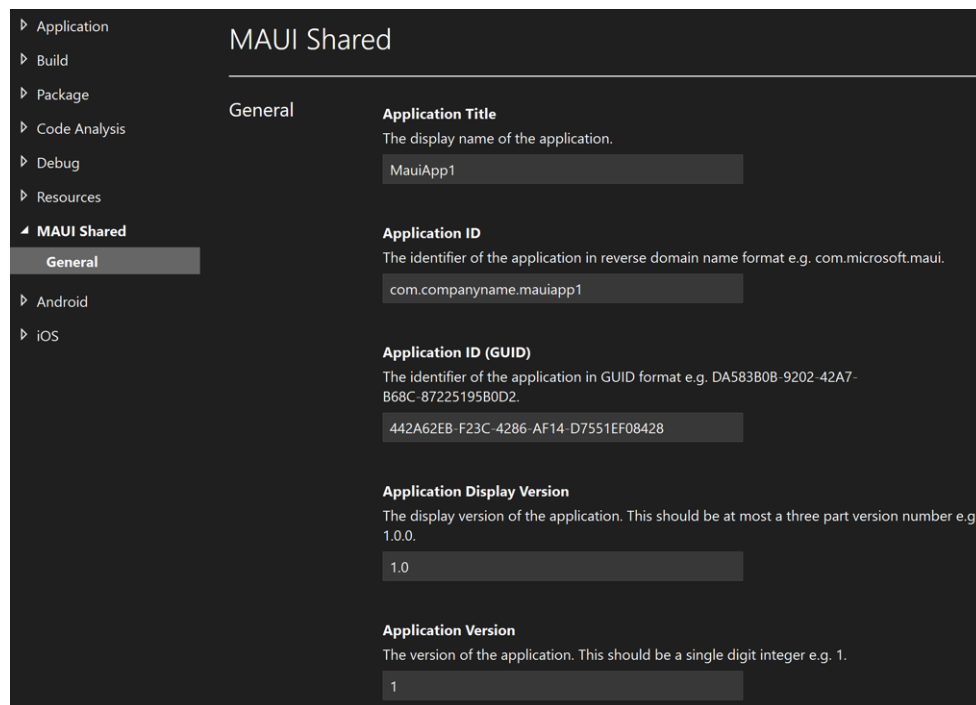 Application
Build
Package
Code Analysis
Debug
Resources
MAUI Shared
General
Android
iOS
MAUI Shared
General
Application Title
The display name of the application.
MauiApp1
Application ID
The identifier of the application in reverse domain name format e.g. com.microsoft.maui.
com.companyname.mauiapp1
Application ID (GUID)
The identifier of the application in GUID format e.g. DA583B0B-9202-42A7-
B68C-87225195B0D2.
442A62EB-F23C-4286-AF14-D7551EF08428
Application Display Version
The display version of the application. This should be at most a three part version number e.g
1.0.0.
1.0
Application Version
The version of the application. This should be a single digit integer e.g. 1.
1